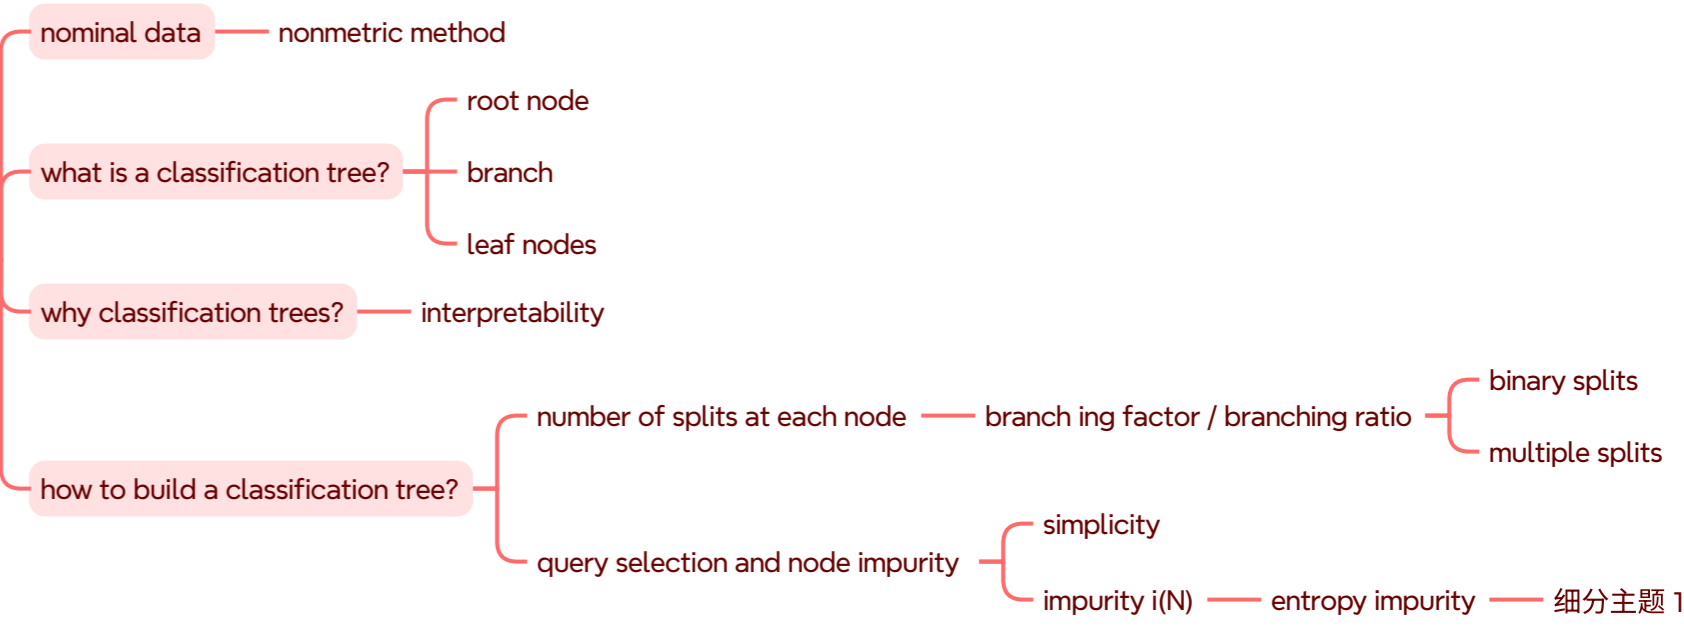 nominal data
nonmetric method
what is a classification tree?
root node
branch
leaf nodes
why classification trees?
interpretability
how to build a classification tree?
number of splits at each node
branch ing factor / branching ratio
binary splits
multiple splits
query selection and node impurity
simplicity
impurity i(N)
entropy impurity
细分主题 1